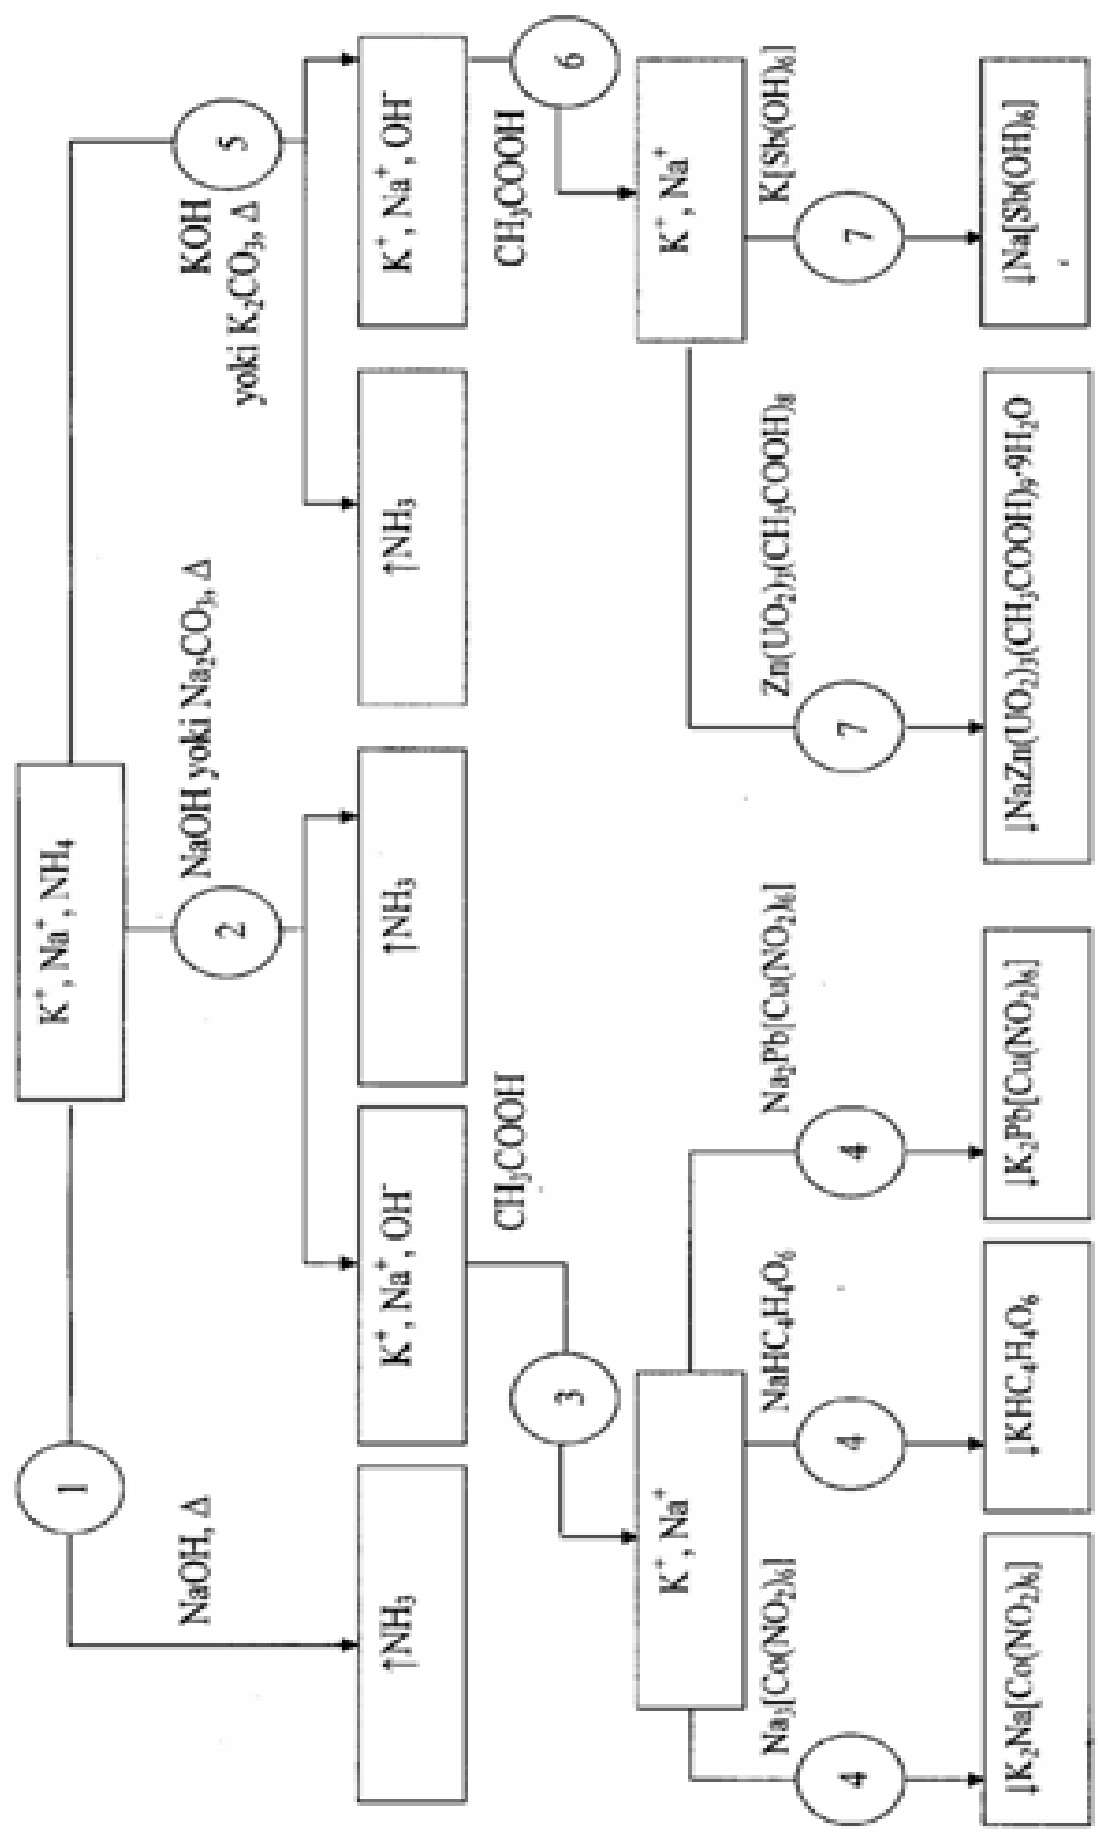 K⁺, Na⁺, NH₄
1
2
5
NaOH, Δ
NaOH yoki Na₂CO₃, Δ
KOH
yoki K₂CO₃, Δ
↑NH₃
K⁺, Na⁺, OH⁻
↑NH₃
↑NH₃
K⁺, Na⁺, OH⁻
CH₃COOH
CH₃COOH
3
6
K⁺, Na⁺
K⁺, Na⁺
Na₃[Co(NO₂)₆]
NaHC₄H₄O₆
Na₂Pb[Cu(NO₂)₆]
Zn(UO₂)₃(CH₃COOH)₈
K[Sb(OH)₆]
4
4
4
7
7
↓K₂Na[Co(NO₂)₆]
↓KHC₄H₄O₆
↓K₂Pb[Cu(NO₂)₆]
↓NaZn(UO₂)₃(CH₃COOH)₉·9H₂O
↓Na[Sb(OH)₆]